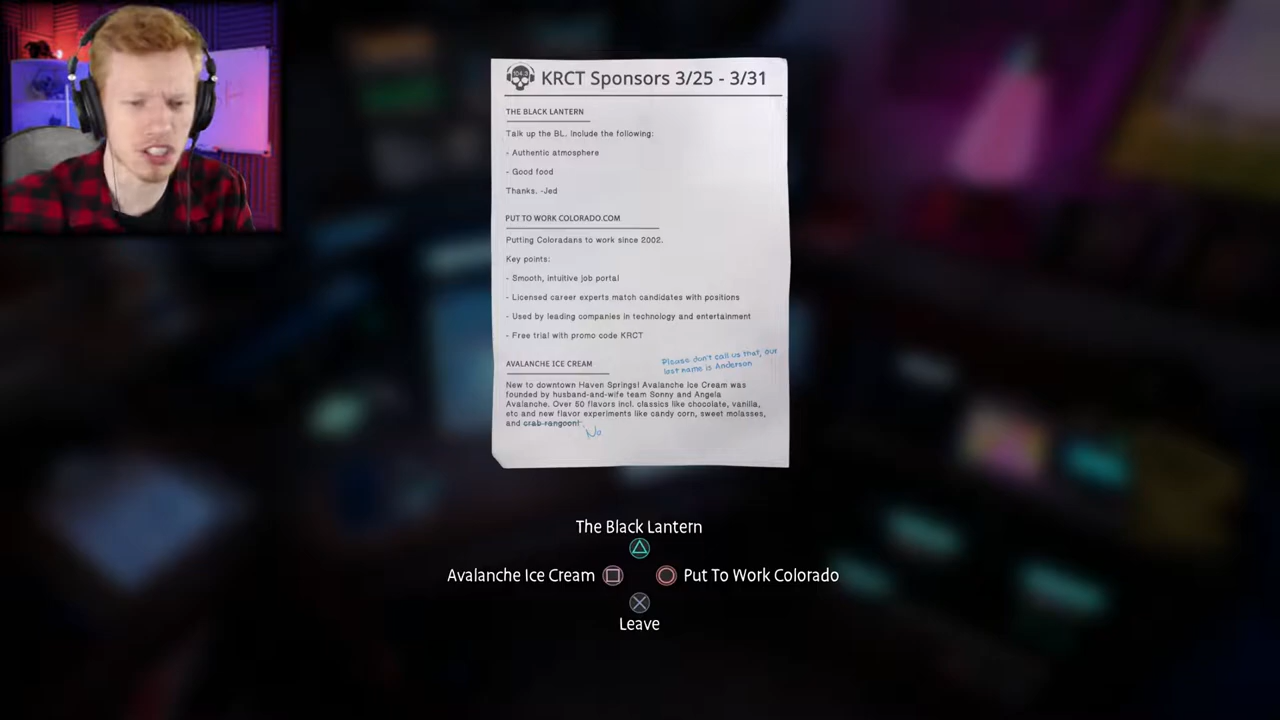 KRCT Sponsors 3/25 - 3/31
THE BLACK LANTERN
Talk up the BL. Include the following:
- Authentic atmosphere
- Good food
Thanks. -Jed
PUT TO WORK COLORADO.COM
Putting Coloradans to work since 2002.
Key points:
- Smooth, intuitive job portal
- Licensed career experts match candidates with positions
- Used by leading companies in technology and entertainment
- Free trial with promo code KRCT
Please don't call us that, our
last name is Anderson
AVALANCHE ICE CREAM
New to downtown Haven Springs! Avalanche Ice Cream was
founded by husband-and-wife team Sonny and Angela
Avalanche. Over 50 flavors incl. classics like chocolate, vanilla,
etc and new flavor experiments like candy corn, sweet molasses,
and crab rangoon!
No
The Black Lantern
Avalanche Ice Cream
Put To Work Colorado
Leave